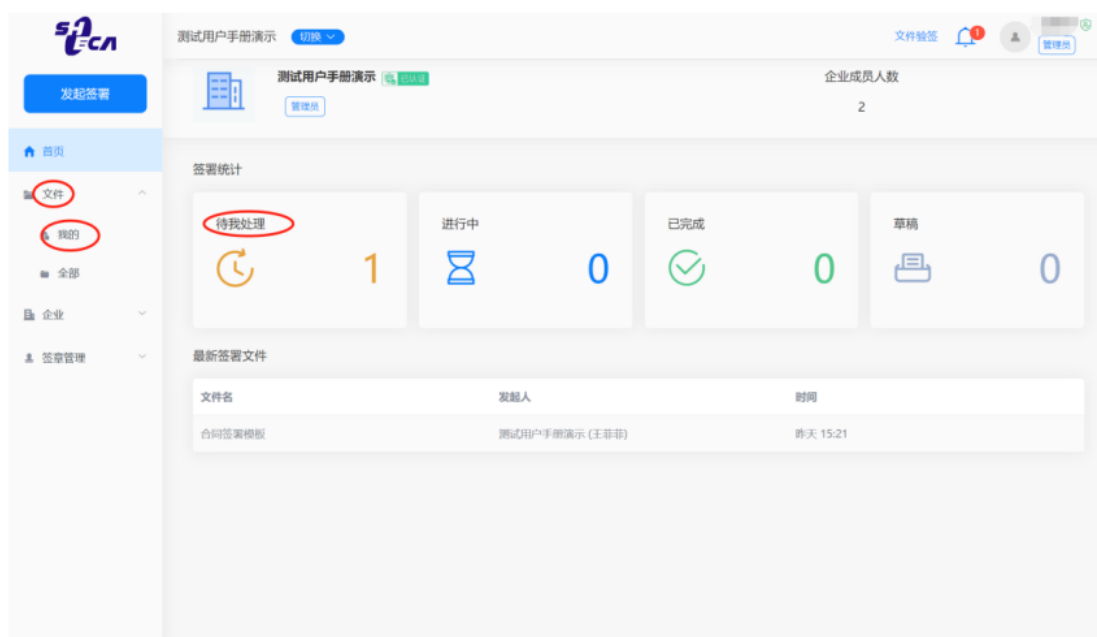 SHECA
测试用户手册演示 切换 文件验签 1
管理员
发起签署
测试用户手册演示 已认证 企业成员人数
管理员 2
首页
签署统计
文件
待我处理 进行中 已完成 草稿
我的
1 0 0 0
全部
企业
签章管理 最新签署文件
文件名 发起人 时间
合同签署模板 测试用户手册演示 (王菲菲) 昨天 15:21